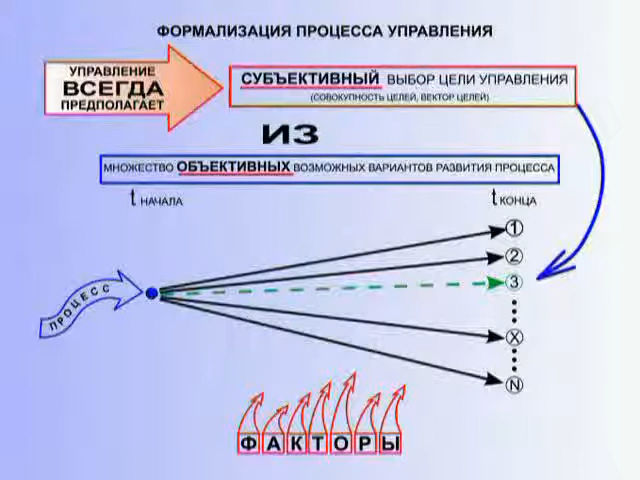 ФОРМАЛИЗАЦИЯ ПРОЦЕССА УПРАВЛЕНИЯ
УПРАВЛЕНИЕ
ВСЕГДА
ПРЕДПОЛАГАЕТ
СУБЪЕКТИВНЫЙ ВЫБОР ЦЕЛИ УПРАВЛЕНИЯ
(СОВОКУПНОСТЬ ЦЕЛЕЙ, ВЕКТОР ЦЕЛЕЙ)
ИЗ
МНОЖЕСТВО ОБЪЕКТИВНЫХ ВОЗМОЖНЫХ ВАРИАНТОВ РАЗВИТИЯ ПРОЦЕССА
t НАЧАЛА
t КОНЦА
1
2
3
X
N
ПРОЦЕСС
ФАКТОРЫ